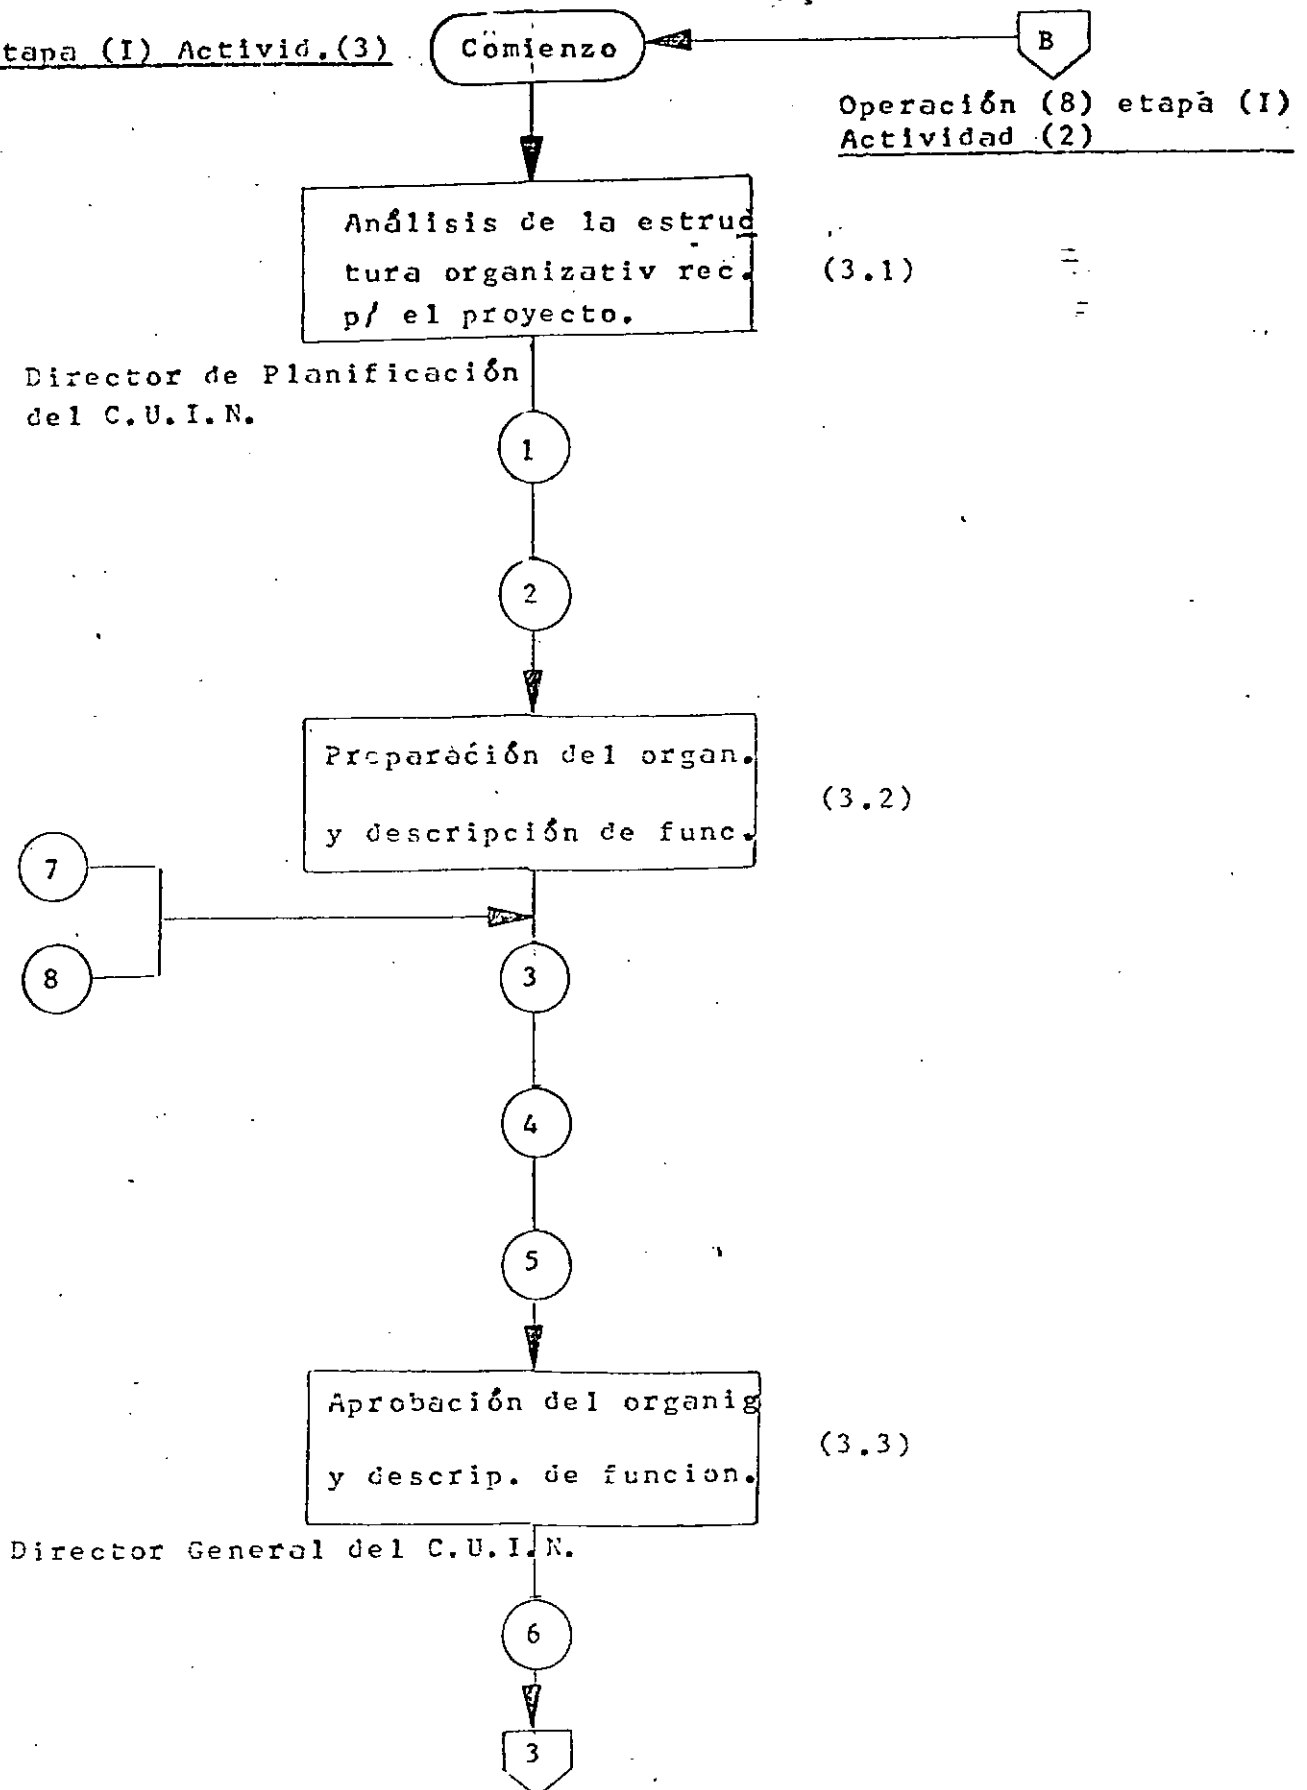 tapa (I) Activid.(3)
Comienzo
B
Operación (8) etapa (I)
Actividad (2)
Análisis de la estruc
tura organizativ rec.
p/ el proyecto.
(3.1)
Director de Planificación
del C.U.I.N.
1
2
Preparación del organ.
y descripción de func.
(3.2)
7
8
3
4
5
Aprobación del organig
y descrip. de funcion.
(3.3)
Director General del C.U.I.N.
6
3